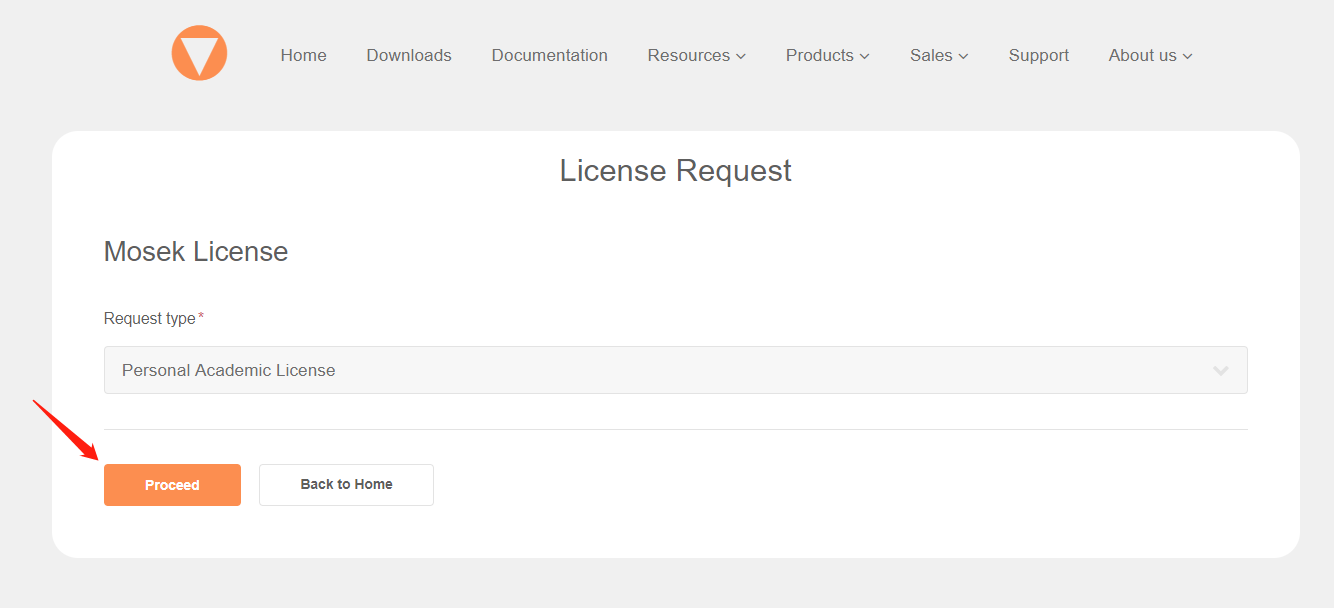 Home Downloads Documentation Resources Products Sales Support About us
License Request
Mosek License
Request type*
Personal Academic License
Proceed Back to Home